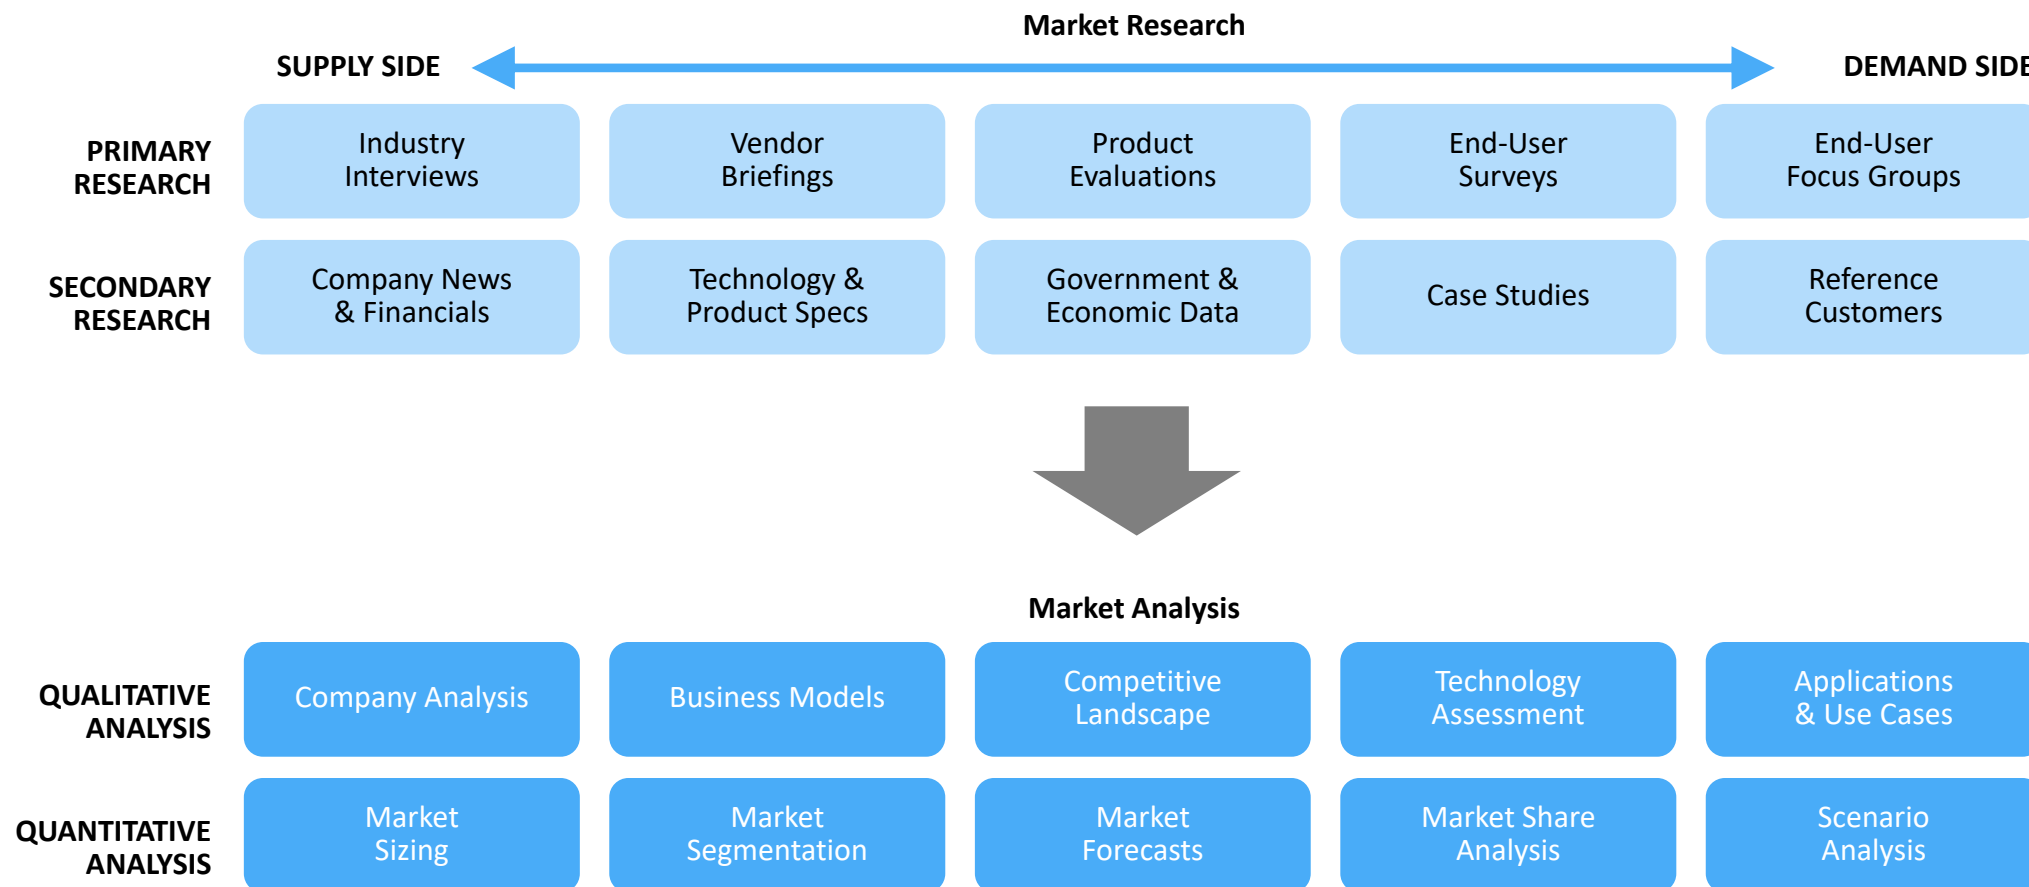 Market Research
SUPPLY SIDE
DEMAND SIDE
PRIMARY
RESEARCH
Industry
Interviews
Vendor
Briefings
Product
Evaluations
End-User
Surveys
End-User
Focus Groups
SECONDARY
RESEARCH
Company News
& Financials
Technology &
Product Specs
Government &
Economic Data
Case Studies
Reference
Customers
Market Analysis
QUALITATIVE
ANALYSIS
Company Analysis
Business Models
Competitive
Landscape
Technology
Assessment
Applications
& Use Cases
QUANTITATIVE
ANALYSIS
Market
Sizing
Market
Segmentation
Market
Forecasts
Market Share
Analysis
Scenario
Analysis